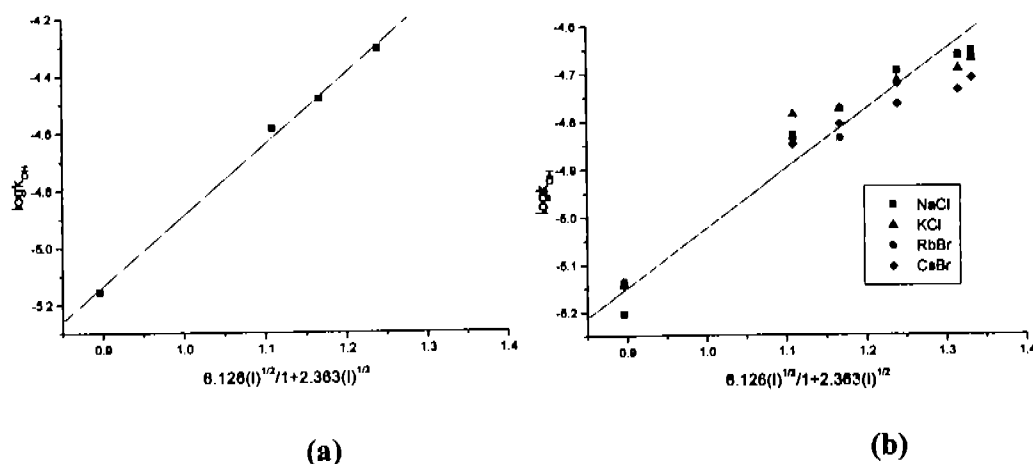 -4.2
-4.4
-4.6
-4.8
-5.0
-5.2
logk_OH
0.9 1.0 1.1 1.2 1.3 1.4
6.126(I)^1/2/1+2.363(I)^1/2
(a)
-4.6
-4.7
-4.8
-4.9
-5.0
-5.1
-5.2
NaCl
KCl
RbBr
CsBr
0.9 1.0 1.1 1.2 1.3 1.4
6.126(I)^1/2/1+2.363(I)^1/2
(b)